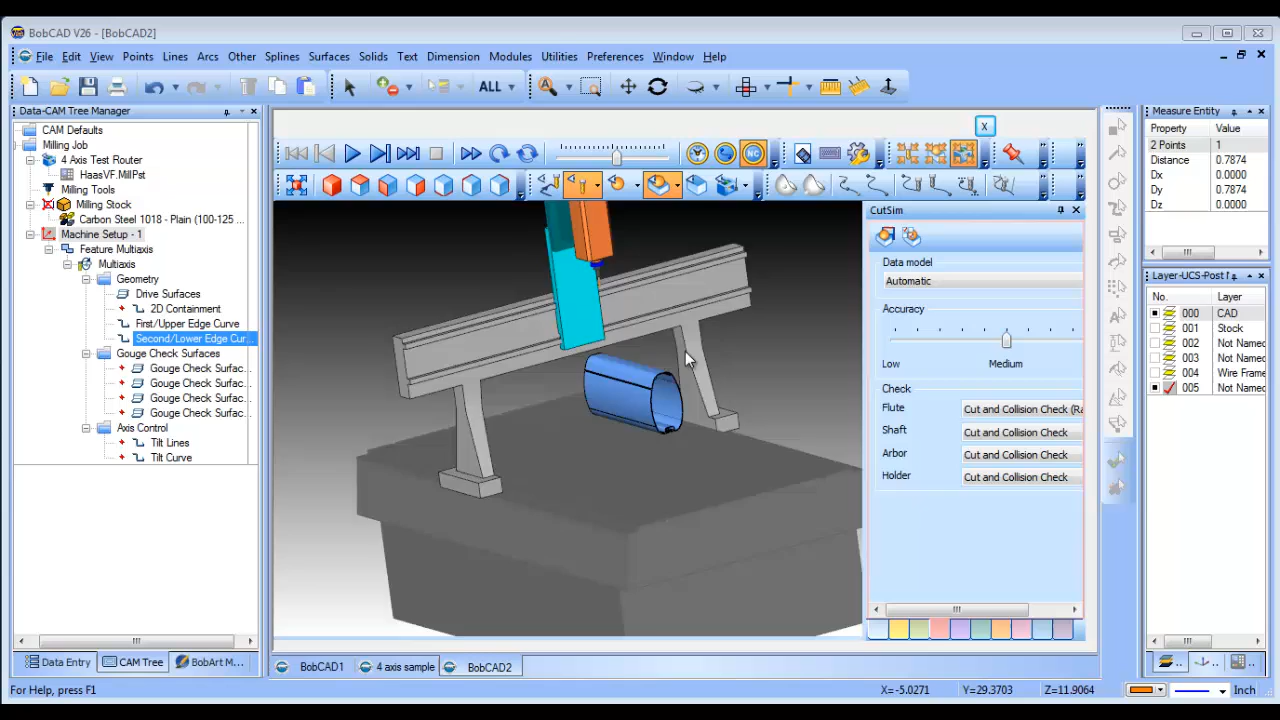 BobCAD V26 - [BobCAD2]
File Edit View Points Lines Arcs Other Splines Surfaces Solids Text Dimension Modules Utilities Preferences Window Help
ALL
Data-CAM Tree Manager
CAM Defaults
Milling Job
4 Axis Test Router
HaasVF.MillPst
Milling Tools
Milling Stock
Carbon Steel 1018 - Plain (100-125 ...
Machine Setup - 1
Feature Multiaxis
Multiaxis
Geometry
Drive Surfaces
2D Containment
First/Upper Edge Curve
Second/Lower Edge Cur...
Gouge Check Surfaces
Gouge Check Surfac...
Gouge Check Surfac...
Gouge Check Surfac...
Gouge Check Surfac...
Axis Control
Tilt Lines
Tilt Curve
Data Entry CAM Tree BobArt M...
X
NC
CutSim
Data model
Automatic
Accuracy
Low Medium
Check
Flute Cut and Collision Check (Ra
Shaft Cut and Collision Check
Arbor Cut and Collision Check
Holder Cut and Collision Check
BobCAD1 4 axis sample BobCAD2
Measure Entity
Property Value
2 Points 1
Distance 0.7874
Dx 0.0000
Dy 0.7874
Dz 0.0000
Layer-UCS-Post
No. Layer
000 CAD
001 Stock
002 Not Named
003 Not Named
004 Wire Frame
005 Not Named
For Help, press F1
X=-5.0271 Y=29.3703 Z=11.9064
Inch